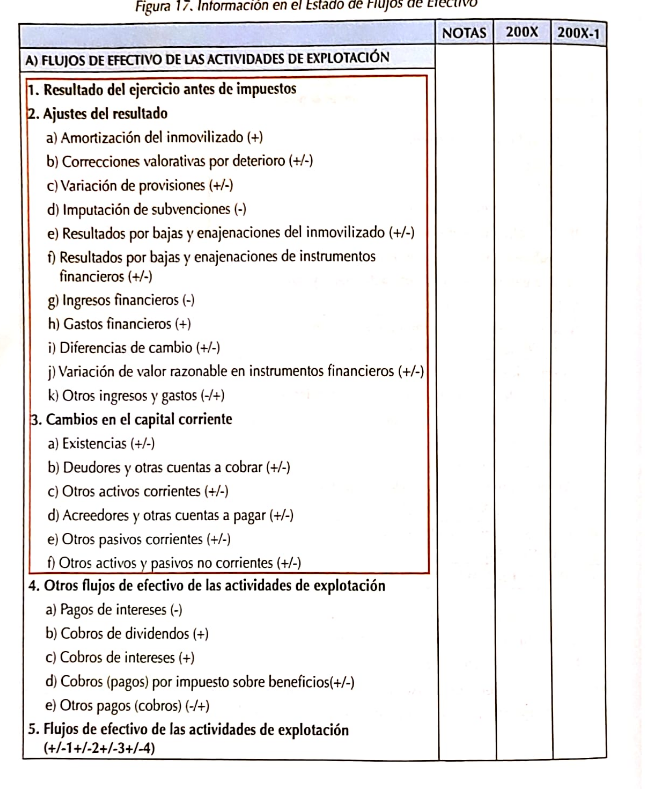 Figura 17. Información en el Estado de Flujos de Efectivo
NOTAS 200X 200X-1
A) FLUJOS DE EFECTIVO DE LAS ACTIVIDADES DE EXPLOTACIÓN
1. Resultado del ejercicio antes de impuestos
2. Ajustes del resultado
a) Amortización del inmovilizado (+)
b) Correcciones valorativas por deterioro (+/-)
c) Variación de provisiones (+/-)
d) Imputación de subvenciones (-)
e) Resultados por bajas y enajenaciones del inmovilizado (+/-)
f) Resultados por bajas y enajenaciones de instrumentos
financieros (+/-)
g) Ingresos financieros (-)
h) Gastos financieros (+)
i) Diferencias de cambio (+/-)
j) Variación de valor razonable en instrumentos financieros (+/-)
k) Otros ingresos y gastos (-/+)
3. Cambios en el capital corriente
a) Existencias (+/-)
b) Deudores y otras cuentas a cobrar (+/-)
c) Otros activos corrientes (+/-)
d) Acreedores y otras cuentas a pagar (+/-)
e) Otros pasivos corrientes (+/-)
f) Otros activos y pasivos no corrientes (+/-)
4. Otros flujos de efectivo de las actividades de explotación
a) Pagos de intereses (-)
b) Cobros de dividendos (+)
c) Cobros de intereses (+)
d) Cobros (pagos) por impuesto sobre beneficios(+/-)
e) Otros pagos (cobros) (-/+)
5. Flujos de efectivo de las actividades de explotación
(+/-1+/-2+/-3+/-4)